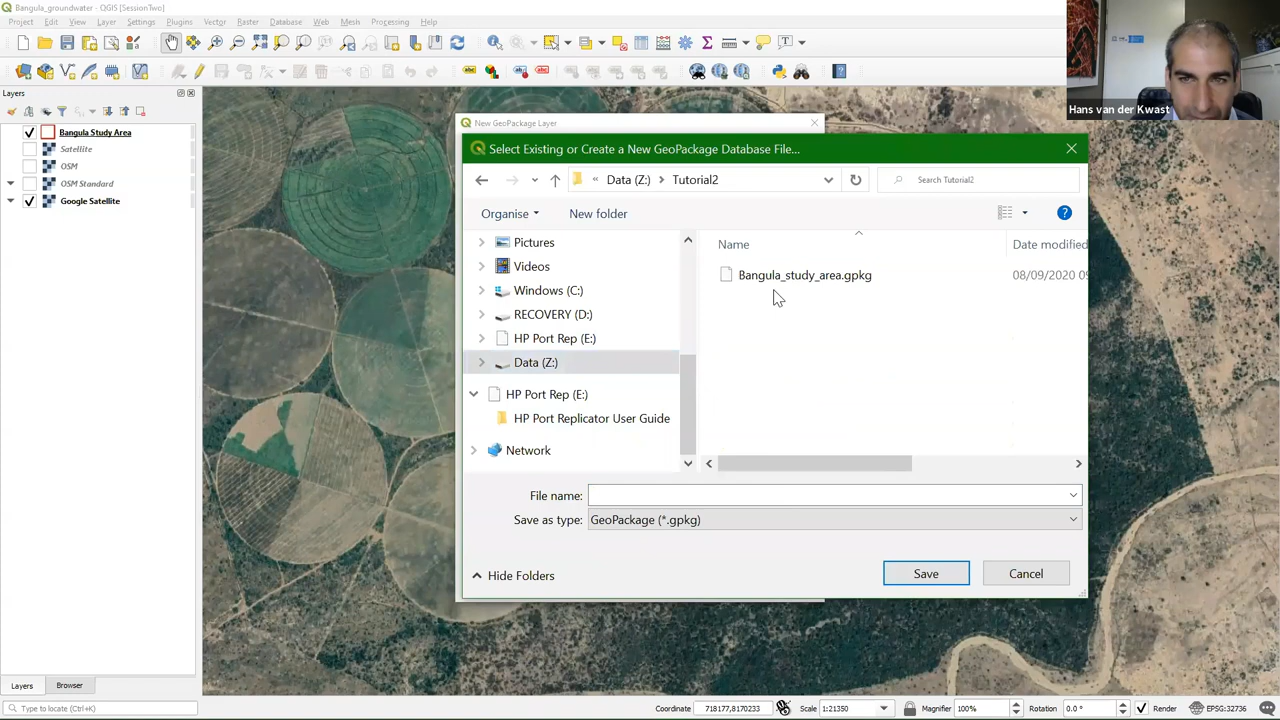 Bangula_groundwater - QGIS [SessionTwo]
Project Edit View Layer Settings Plugins Vector Raster Database Web Mesh Processing Help
Hans van der Kwast
Layers
Bangula Study Area
Satellite
OSM
OSM Standard
Google Satellite
New GeoPackage Layer
Select Existing or Create a New GeoPackage Database File...
« Data (Z:) > Tutorial2
Search Tutorial2
Organise
New folder
Pictures
Videos
Windows (C:)
RECOVERY (D:)
HP Port Rep (E:)
Data (Z:)
HP Port Rep (E:)
HP Port Replicator User Guide
Network
Name
Date modified
Bangula_study_area.gpkg
08/09/2020 09
File name:
Save as type: GeoPackage (*.gpkg)
Hide Folders
Save
Cancel
Layers Browser
Type to locate (Ctrl+K)
Coordinate 718177,8170233
Scale 1:21350
Magnifier 100%
Rotation 0.0 °
Render
EPSG:32736